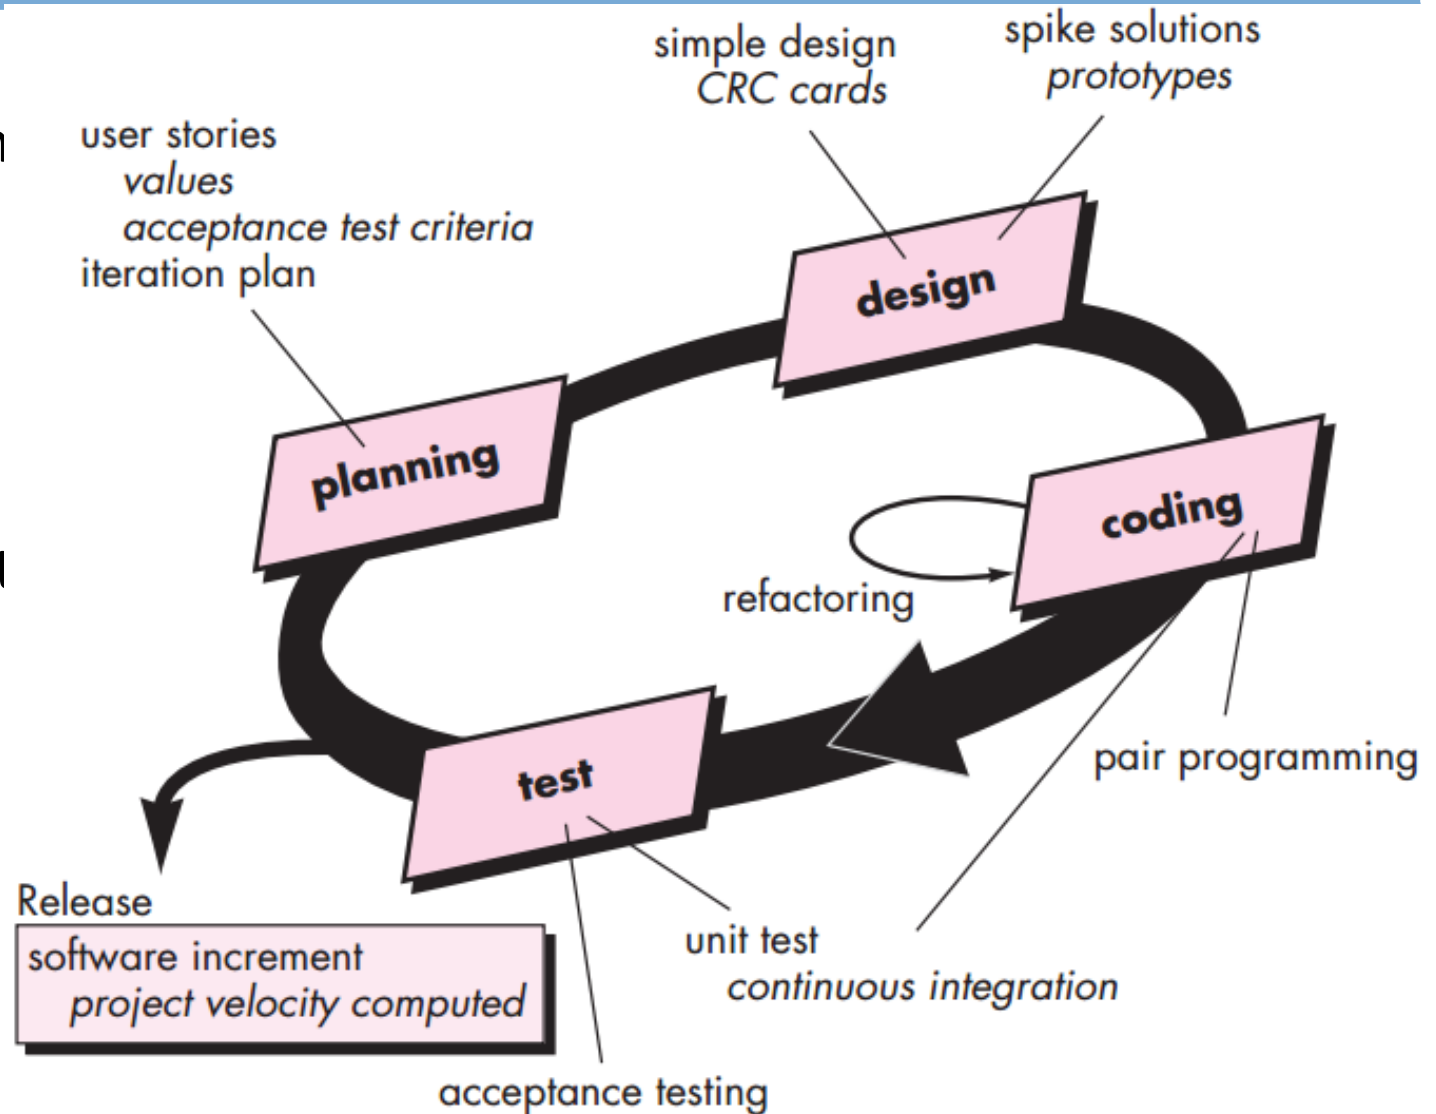 simple design
CRC cards
spike solutions
prototypes
user stories
values
acceptance test criteria
iteration plan
design
planning
coding
refactoring
test
pair programming
Release
software increment
project velocity computed
unit test
continuous integration
acceptance testing